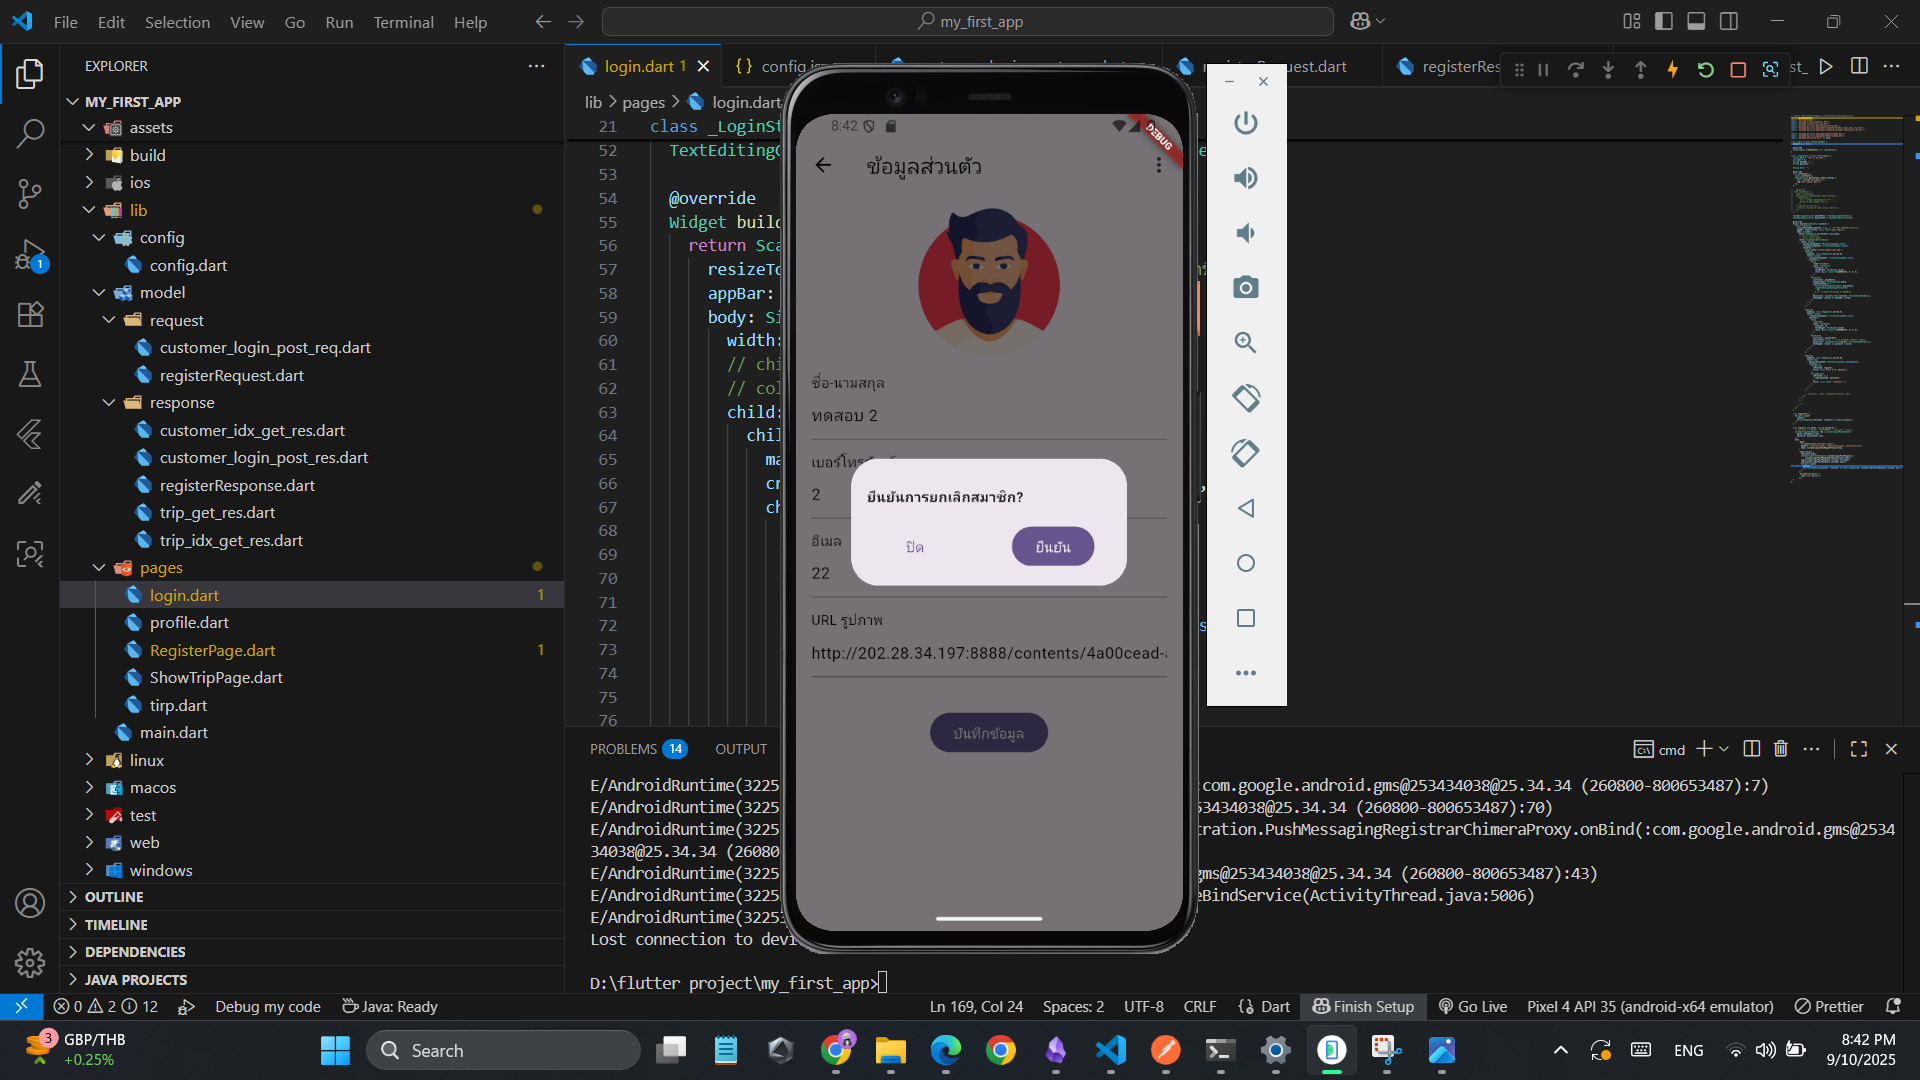 File Edit Selection View Go Run Terminal Help
my_first_app
EXPLORER
login.dart 1
registerRes
MY_FIRST_APP
assets
build
ios
lib
config
config.dart
model
request
customer_login_post_req.dart
registerRequest.dart
response
customer_idx_get_res.dart
customer_login_post_res.dart
registerResponse.dart
trip_get_res.dart
trip_idx_get_res.dart
pages
login.dart 1
profile.dart
RegisterPage.dart 1
ShowTripPage.dart
tirp.dart
main.dart
linux
macos
test
web
windows
OUTLINE
TIMELINE
DEPENDENCIES
JAVA PROJECTS
lib > pages > login.dart
21 class _LoginSt
52 TextEditingC
53
54 @override
55 Widget build
56 return Sca
57 resizeTo
58 appBar:
59 body: Si
60 width:
61 // chi
62 // col
63 child:
64 chil
65 ma
66 cr
67 ch
68
69
70
71
72
73
74
75
76
8:42
DEBUG
ข้อมูลส่วนตัว
ชื่อ-นามสกุล
ทดสอบ 2
2
ยืนยันการยกเลิกสมาชิก?
ปิด
ยืนยัน
อีเมล
22
URL รูปภาพ
http://202.28.34.197:8888/contents/4a00cead-
บันทึกข้อมูล
PROBLEMS 14 OUTPUT
cmd
E/AndroidRuntime(3225 :com.google.android.gms@253434038@25.34.34 (260800-800653487):7)
E/AndroidRuntime(3225 53434038@25.34.34 (260800-800653487):70)
E/AndroidRuntime(3225 tration.PushMessagingRegistrarChimeraProxy.onBind(:com.google.android.gms@2534
34038@25.34.34 (26080
E/AndroidRuntime(3225 gms@253434038@25.34.34 (260800-800653487):43)
E/AndroidRuntime(3225 eBindService(ActivityThread.java:5006)
E/AndroidRuntime(3225
Lost connection to devi
D:\flutter project\my_first_app>
0 2 12 Debug my code Java: Ready
Ln 169, Col 24 Spaces: 2 UTF-8 CRLF Dart Finish Setup Go Live Pixel 4 API 35 (android-x64 emulator) Prettier
3 GBP/THB
+0.25%
Search
ENG
8:42 PM
9/10/2025